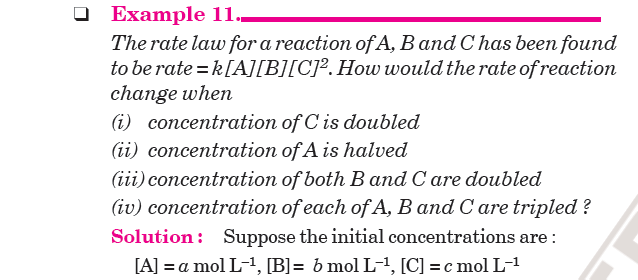 ❑ Example 11.
The rate law for a reaction of A, B and C has been found
to be rate = k[A][B][C]². How would the rate of reaction
change when
(i) concentration of C is doubled
(ii) concentration of A is halved
(iii) concentration of both B and C are doubled
(iv) concentration of each of A, B and C are tripled ?
Solution : Suppose the initial concentrations are :
[A] = a mol L⁻¹, [B] = b mol L⁻¹, [C] = c mol L⁻¹